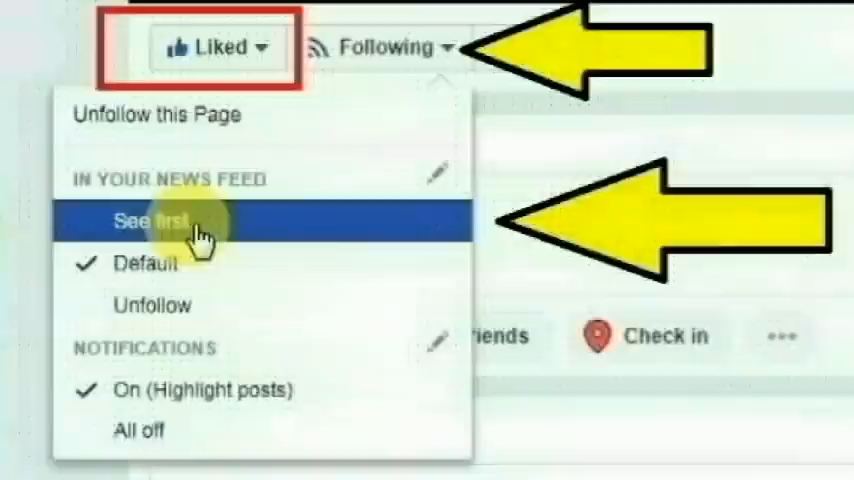 Liked Following
Unfollow this Page
IN YOUR NEWS FEED
See first
Default
Unfollow
NOTIFICATIONS
riends Check in
On (Highlight posts)
All off